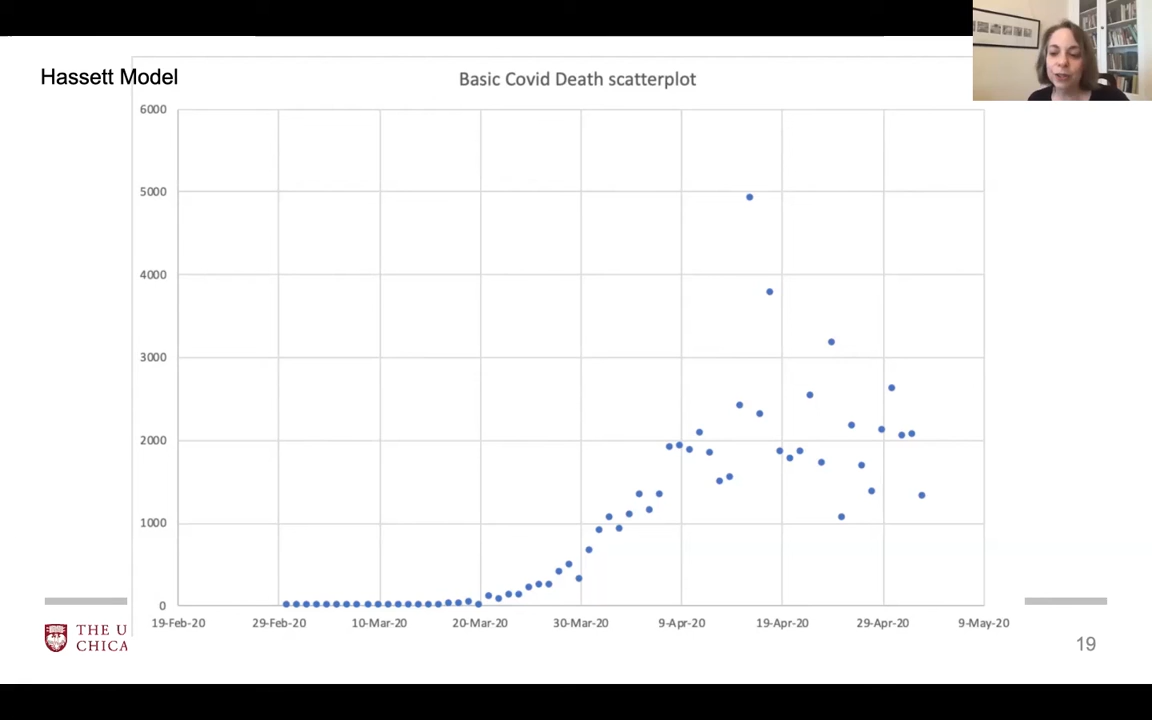 Hassett Model
Basic Covid Death scatterplot
6000
5000
4000
3000
2000
1000
0
19-Feb-20 29-Feb-20 10-Mar-20 20-Mar-20 30-Mar-20 9-Apr-20 19-Apr-20 29-Apr-20 9-May-20
THE U
CHICA
19